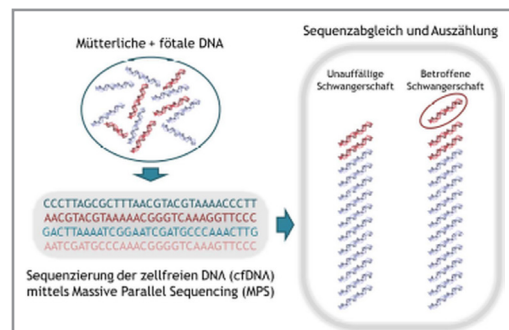 Mütterliche + fötale DNA
CCCTTAGCGCTTTAACGTACGTAAAACCCTT
AACGTACGTAAAAACGGGTCAAAGGTTCCC
GACTTAAAATCGGAATCGATGCCCAAACTTG
AATCGATGCCCAAACGGGGTCAAAGTTCCC
Sequenzierung der zellfreien DNA (cfDNA)
mittels Massive Parallel Sequencing (MPS)
Sequenzabgleich und Auszählung
Unauffällige
Schwangerschaft
Betroffene
Schwangerschaft